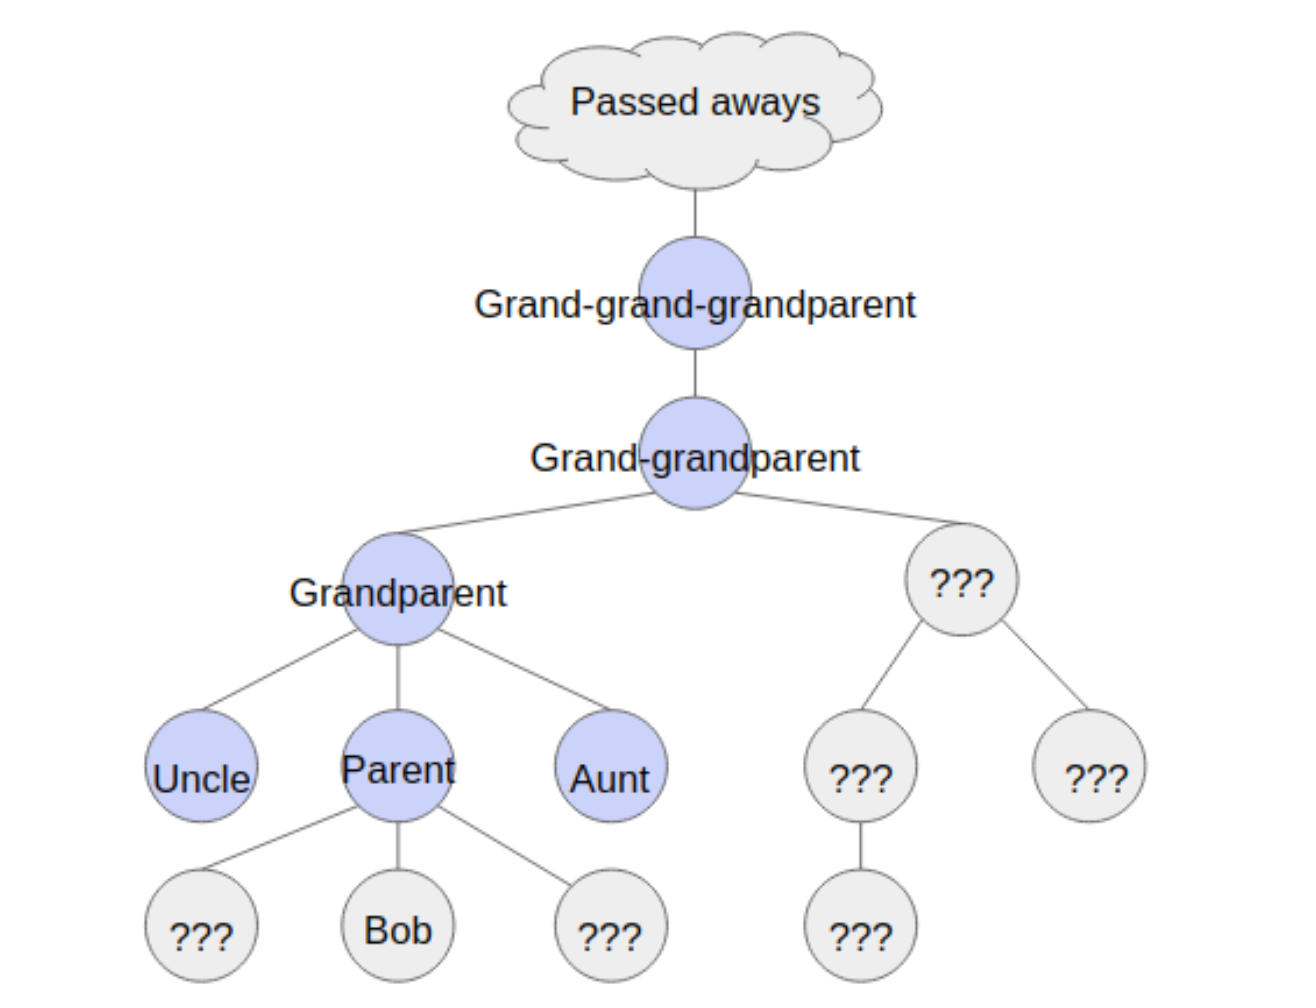 Passed aways
Grand-grand-grandparent
Grand-grandparent
Grandparent
???
Uncle
Parent
Aunt
???
???
???
Bob
???
???